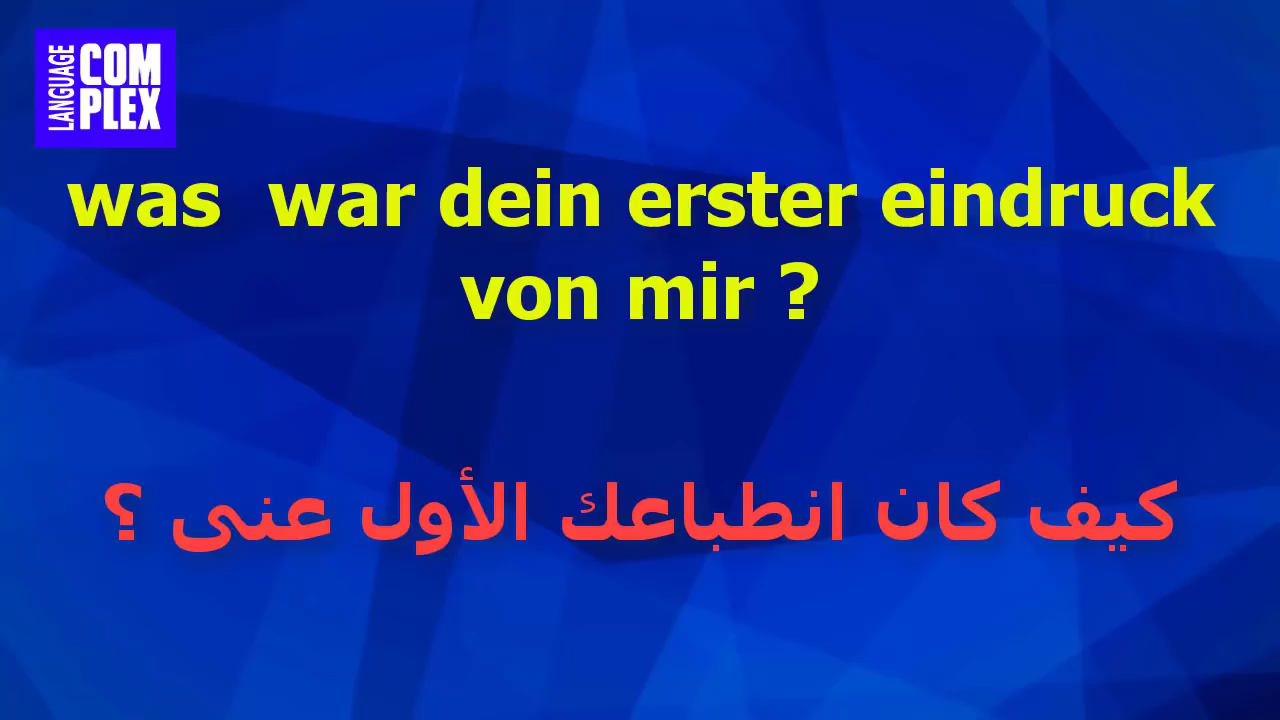 LANGUAGE
COM
PLEX
was  war dein erster eindruck
von mir ?
كيف كان انطباعك الأول عنى ؟